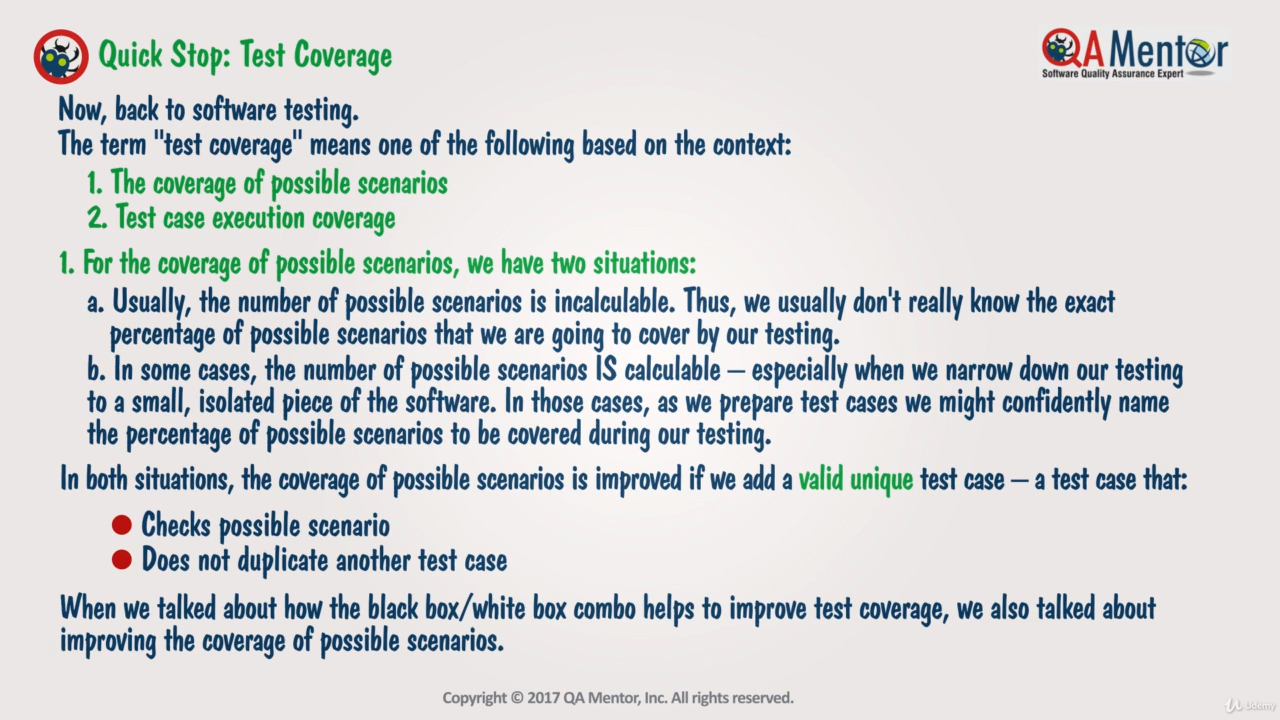 Quick Stop: Test Coverage
QA Mentor
Software Quality Assurance Expert
Now, back to software testing.
The term "test coverage" means one of the following based on the context:
1. The coverage of possible scenarios
2. Test case execution coverage
1. For the coverage of possible scenarios, we have two situations:
a. Usually, the number of possible scenarios is incalculable. Thus, we usually don't really know the exact
percentage of possible scenarios that we are going to cover by our testing.
b. In some cases, the number of possible scenarios IS calculable – especially when we narrow down our testing
to a small, isolated piece of the software. In those cases, as we prepare test cases we might confidently name
the percentage of possible scenarios to be covered during our testing.
In both situations, the coverage of possible scenarios is improved if we add a valid unique test case – a test case that:
● Checks possible scenario
● Does not duplicate another test case
When we talked about how the black box/white box combo helps to improve test coverage, we also talked about
improving the coverage of possible scenarios.
Copyright © 2017 QA Mentor, Inc. All rights reserved.
Udemy